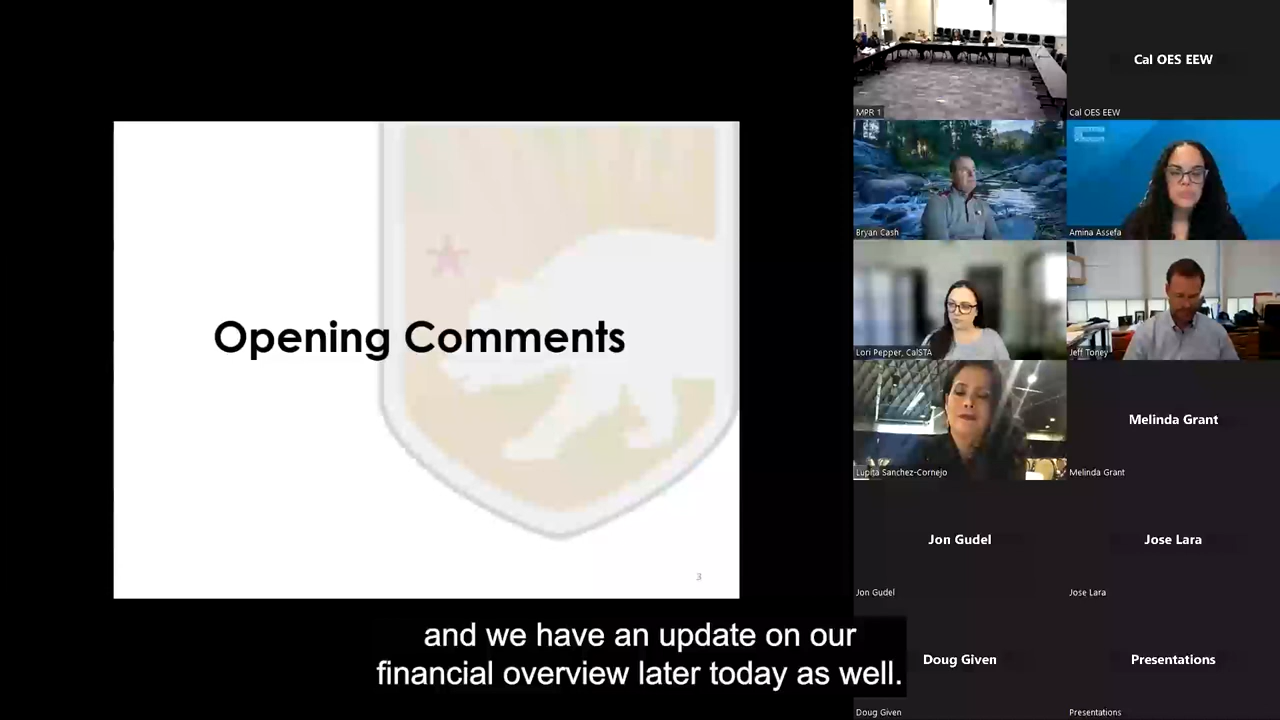 Opening Comments
3
and we have an update on our
financial overview later today as well.
MPR 1
Cal OES EEW
Cal OES EEW
Bryan Cash
Amina Assefa
Lori Pepper, CalSTA
Jeff Toney
Lupita Sanchez-Cornejo
Melinda Grant
Melinda Grant
Jon Gudel
Jon Gudel
Jose Lara
Jose Lara
Doug Given
Doug Given
Presentations
Presentations